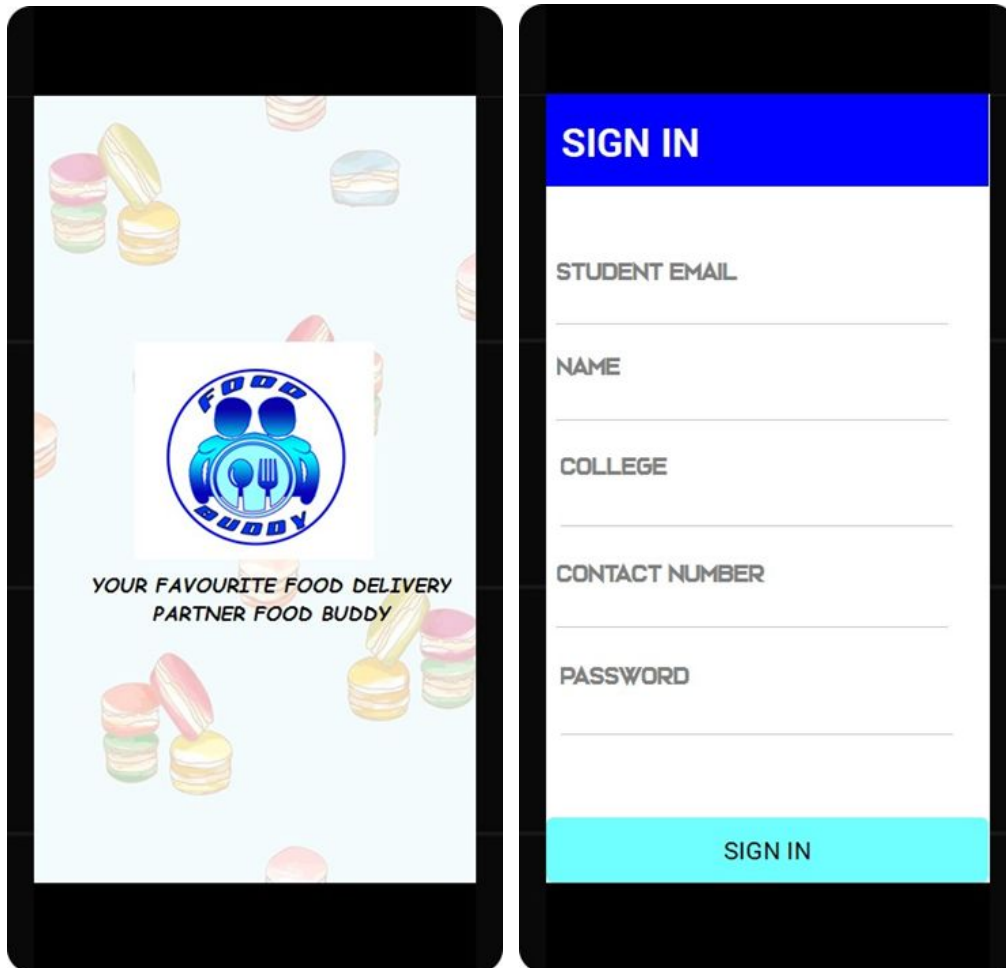 FOOD
BUDDY
YOUR FAVOURITE FOOD DELIVERY
PARTNER FOOD BUDDY
SIGN IN
STUDENT EMAIL
NAME
COLLEGE
CONTACT NUMBER
PASSWORD
SIGN IN